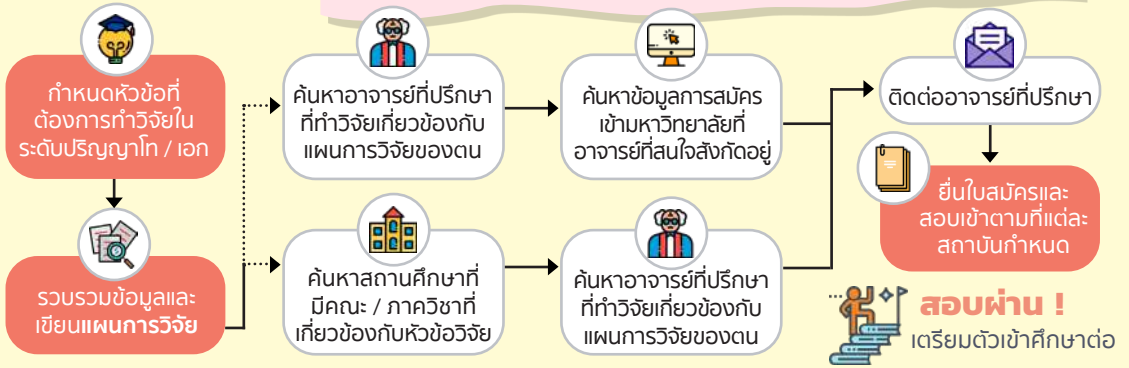 กำหนดหัวข้อที่
ต้องการทำวิจัยใน
ระดับปริญญาโท / เอก
รวบรวมข้อมูลและ
เขียนแผนการวิจัย
ค้นหาอาจารย์ที่ปรึกษา
ที่ทำวิจัยเกี่ยวข้องกับ
แผนการวิจัยของตน
ค้นหาข้อมูลการสมัคร
เข้ามหาวิทยาลัยที่
อาจารย์ที่สนใจสังกัดอยู่
ค้นหาสถานศึกษาที่
มีคณะ / ภาควิชาที่
เกี่ยวข้องกับหัวข้อวิจัย
ค้นหาอาจารย์ที่ปรึกษา
ที่ทำวิจัยเกี่ยวข้องกับ
แผนการวิจัยของตน
ติดต่ออาจารย์ที่ปรึกษา
ยื่นใบสมัครและ
สอบเข้าตามที่แต่ละ
สถาบันกำหนด
สอบผ่าน !
เตรียมตัวเข้าศึกษาต่อ